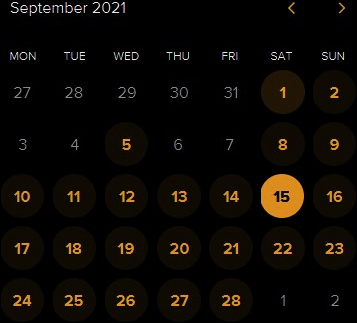 September 2021
MON TUE WED THU FRI SAT SUN
27 28 29 30 31 1 2
3 4 5 6 7 8 9
10 11 12 13 14 15 16
17 18 19 20 21 22 23
24 25 26 27 28 1 2